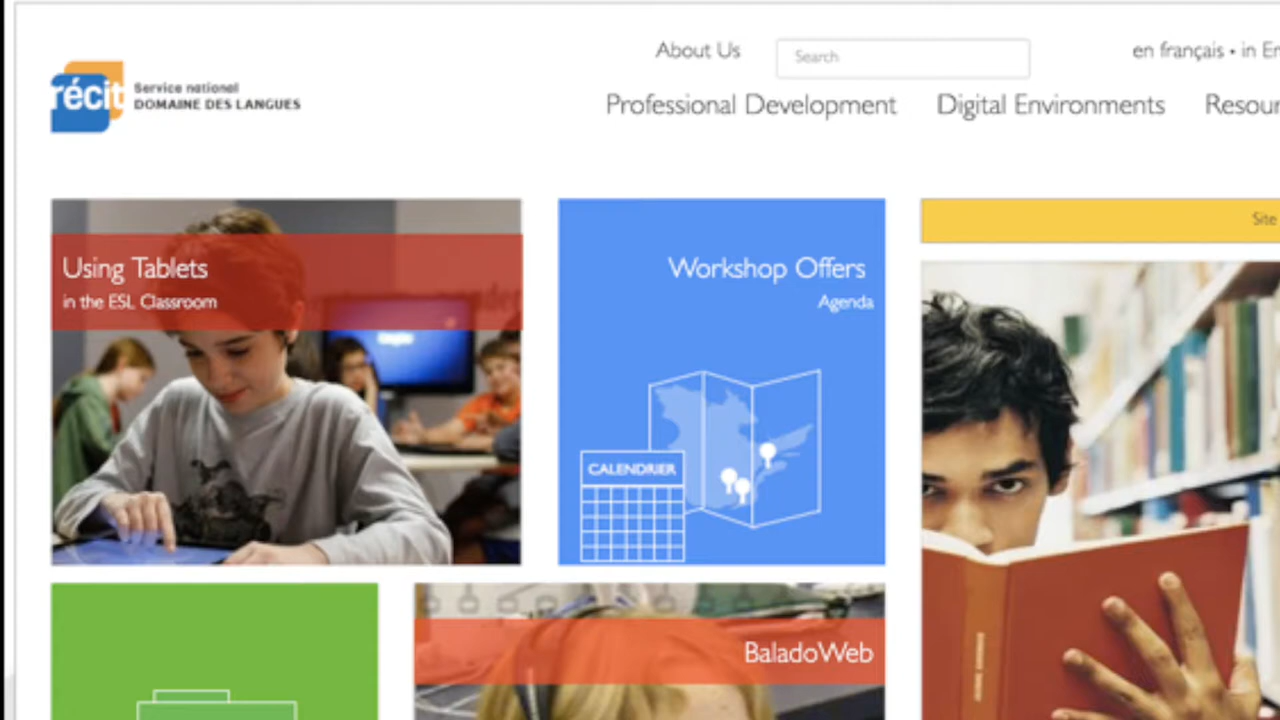 About Us
Search
en français • in En
récit
Service national
DOMAINE DES LANGUES
Professional Development
Digital Environments
Resour
Using Tablets
in the ESL Classroom
Workshop Offers
Agenda
Site
CALENDRIER
BaladoWeb